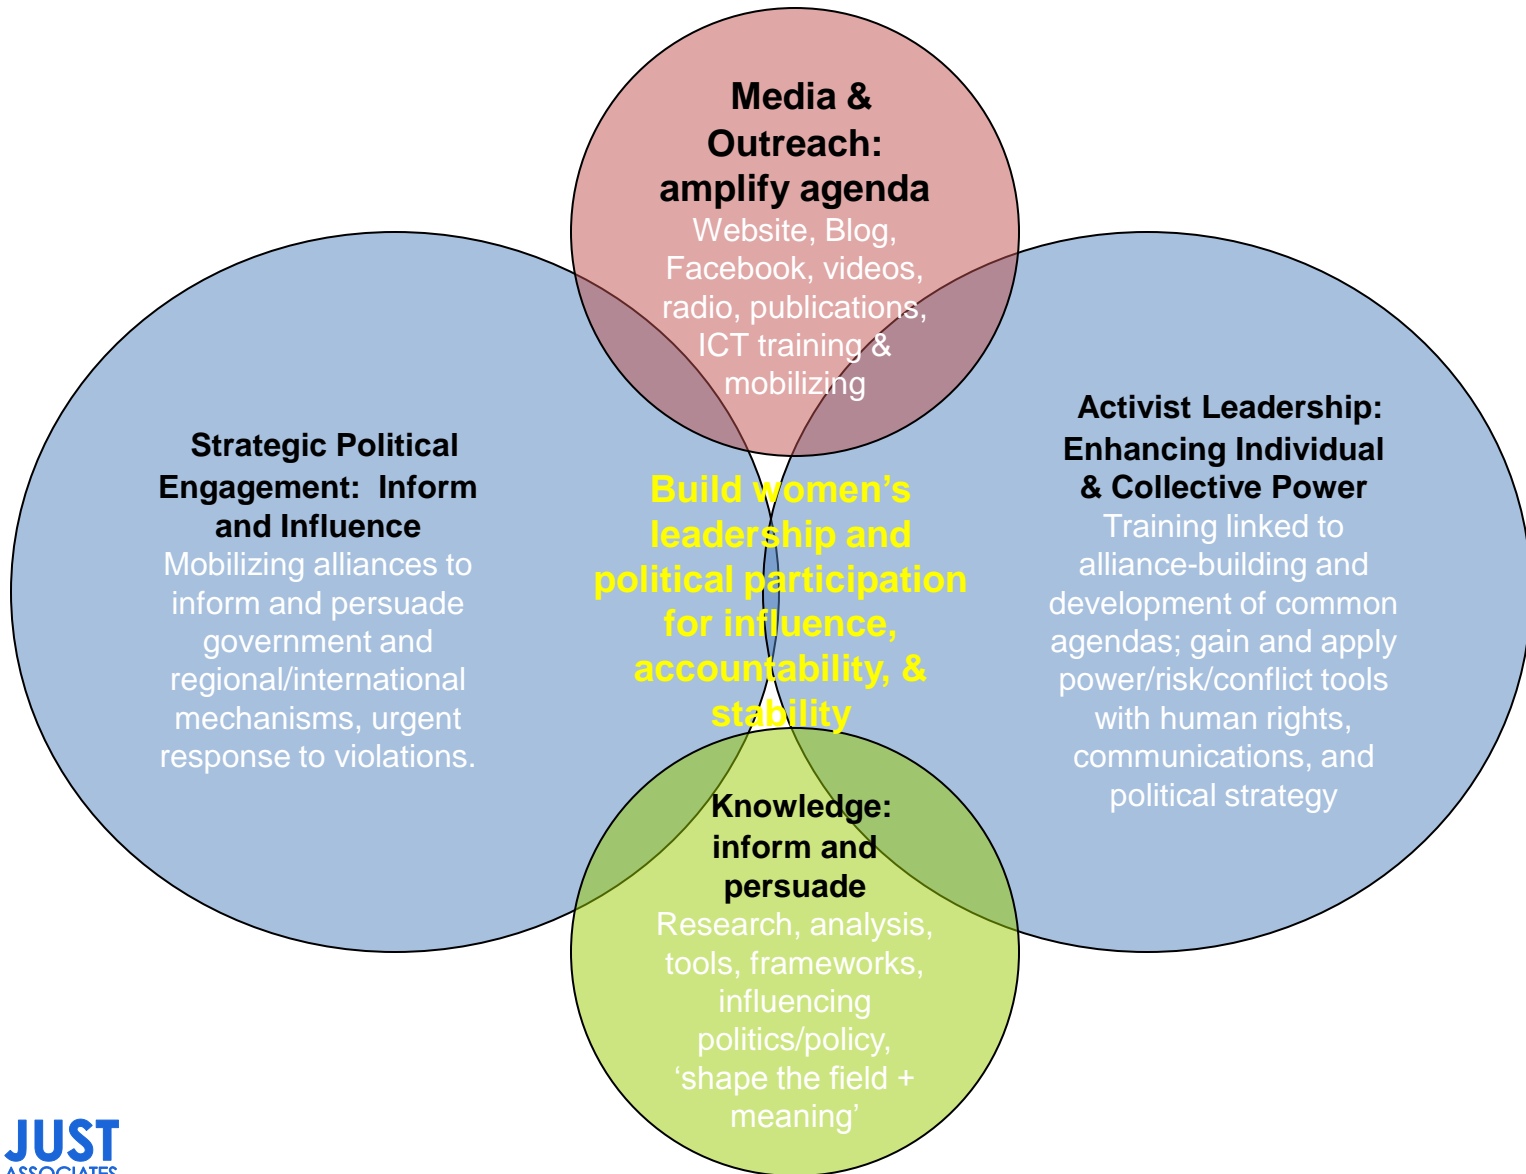 Media &
Outreach:
amplify agenda
Website, Blog,
Facebook, videos,
radio, publications,
ICT training &
mobilizing
Strategic Political
Engagement:  Inform
and Influence
Mobilizing alliances to
inform and persuade
government and
regional/international
mechanisms, urgent
response to violations.
Build women’s
leadership and
political participation
for influence,
accountability, &
stability
Activist Leadership:
Enhancing Individual
& Collective Power
Training linked to
alliance-building and
development of common
agendas; gain and apply
power/risk/conflict tools
with human rights,
communications, and
political strategy
Knowledge:
inform and
persuade
Research, analysis,
tools, frameworks,
influencing
politics/policy,
‘shape the field +
meaning’
JUST
ASSOCIATES